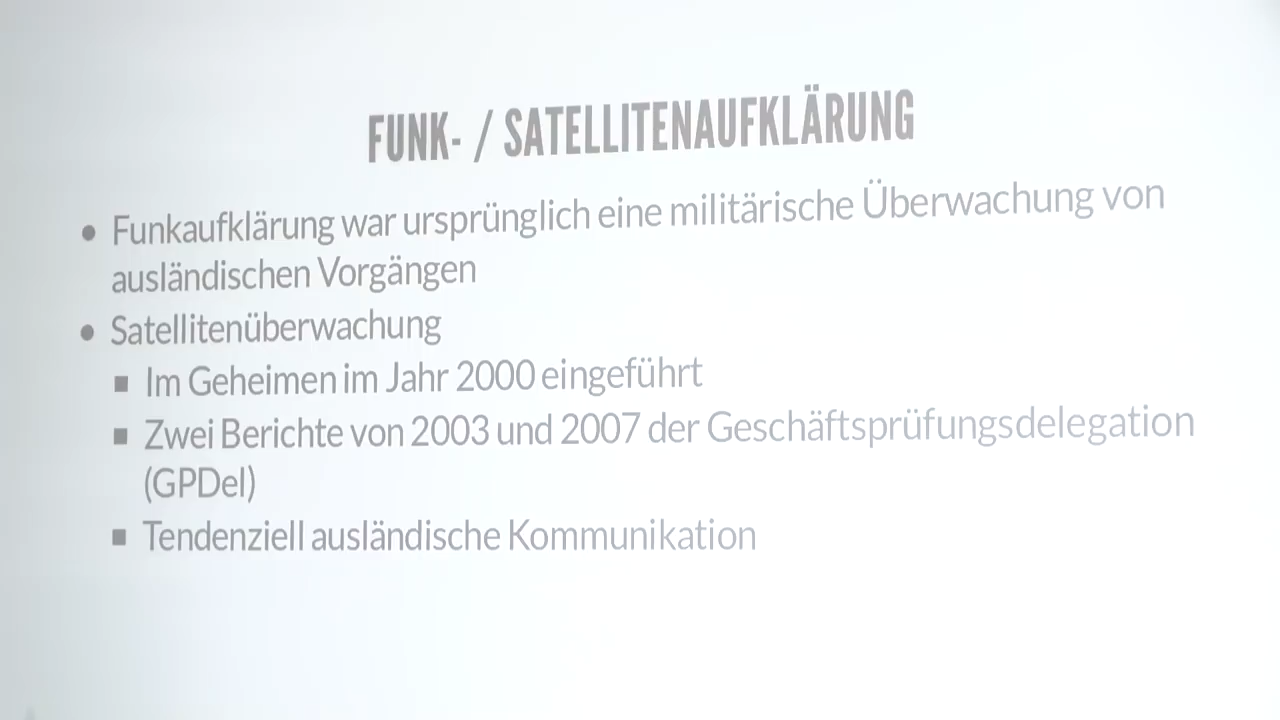 FUNK- / SATELLITENAUFKLÄRUNG
• Funkaufklärung war ursprünglich eine militärische Überwachung von
ausländischen Vorgängen
• Satellitenüberwachung
▪ Im Geheimen im Jahr 2000 eingeführt
▪ Zwei Berichte von 2003 und 2007 der Geschäftsprüfungsdelegation
(GPDel)
▪ Tendenziell ausländische Kommunikation